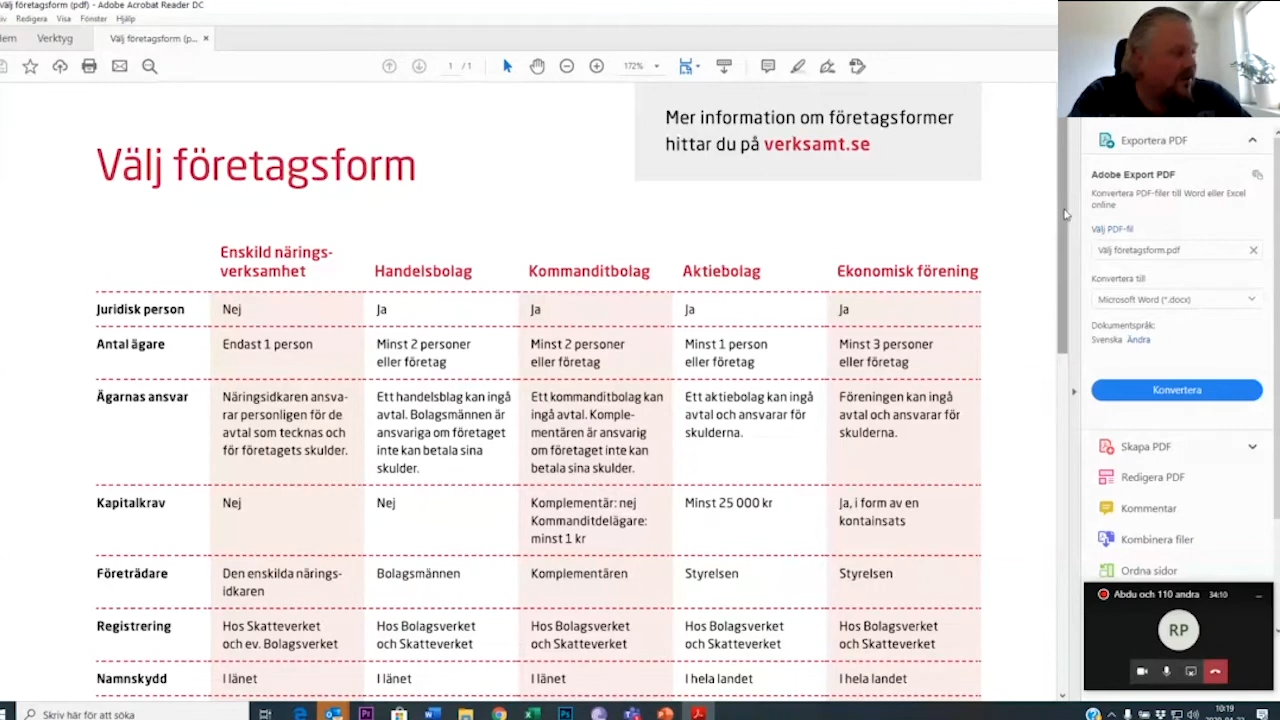 Välj företagsform (pdf) - Adobe Acrobat Reader DC
Redigera Visa Fönster Hjälp
Verktyg
Välj företagsform (p...
1 / 1
172%
Mer information om företagsformer
hittar du på verksamt.se
Välj företagsform
Enskild närings-
verksamhet
Handelsbolag
Kommanditbolag
Aktiebolag
Ekonomisk förening
Juridisk person
Nej
Ja
Ja
Ja
Ja
Antal ägare
Endast 1 person
Minst 2 personer
eller företag
Minst 2 personer
eller företag
Minst 1 person
eller företag
Minst 3 personer
eller företag
Ägarnas ansvar
Näringsidkaren ansva-
rar personligen för de
avtal som tecknas och
för företagets skulder.
Ett handelsblag kan ingå
avtal. Bolagsmännen är
ansvariga om företaget
inte kan betala sina
skulder.
Ett kommanditbolag kan
ingå avtal. Komple-
mentären är ansvarig
om företaget inte kan
betala sina skulder.
Ett aktiebolag kan ingå
avtal och ansvarar för
skulderna.
Föreningen kan ingå
avtal och ansvarar för
skulderna.
Kapitalkrav
Nej
Nej
Komplementär: nej
Kommanditdelägare:
minst 1 kr
Minst 25 000 kr
Ja, i form av en
kontainsats
Företrädare
Den enskilda närings-
idkaren
Bolagsmännen
Komplementären
Styrelsen
Styrelsen
Registrering
Hos Skatteverket
och ev. Bolagsverket
Hos Bolagsverket
och Skatteverket
Hos Bolagsverket
och Skatteverket
Hos Bolagsverket
och Skatteverket
Hos Bolagsverket
och Skatteverket
Namnskydd
I länet
I länet
I länet
I hela landet
I hela landet
Exportera PDF
Adobe Export PDF
Konvertera PDF-filer till Word eller Excel
online
Välj PDF-fil
Välj företagsform.pdf
Konvertera till
Microsoft Word (*.docx)
Dokumentspråk:
Svenska Ändra
Konvertera
Skapa PDF
Redigera PDF
Kommentar
Kombinera filer
Ordna sidor
Abdu och 110 andra 34:10
RP
Skriv här för att söka
10:19